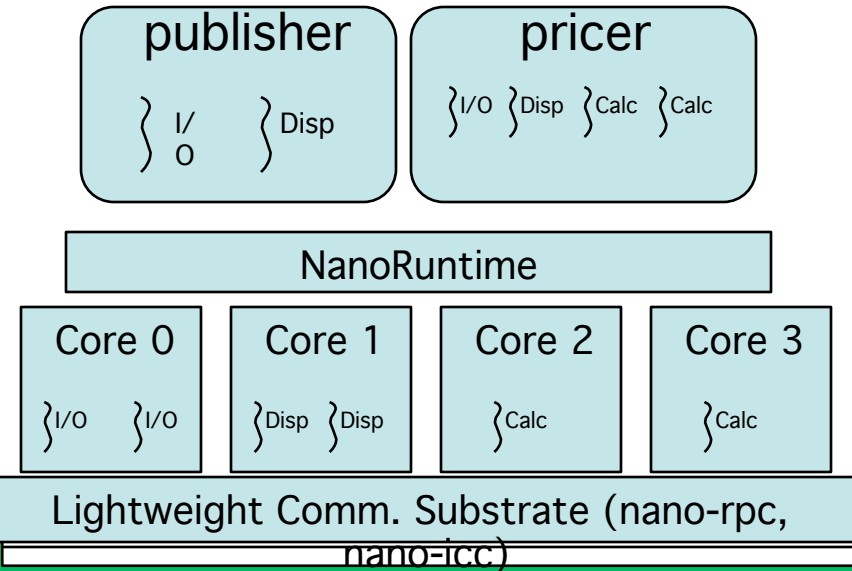 publisher
pricer
I/
O
Disp
I/O
Disp
Calc
Calc
NanoRuntime
Core 0
Core 1
Core 2
Core 3
I/O
I/O
Disp
Disp
Calc
Calc
Lightweight Comm. Substrate (nano-rpc,
nano-icc)